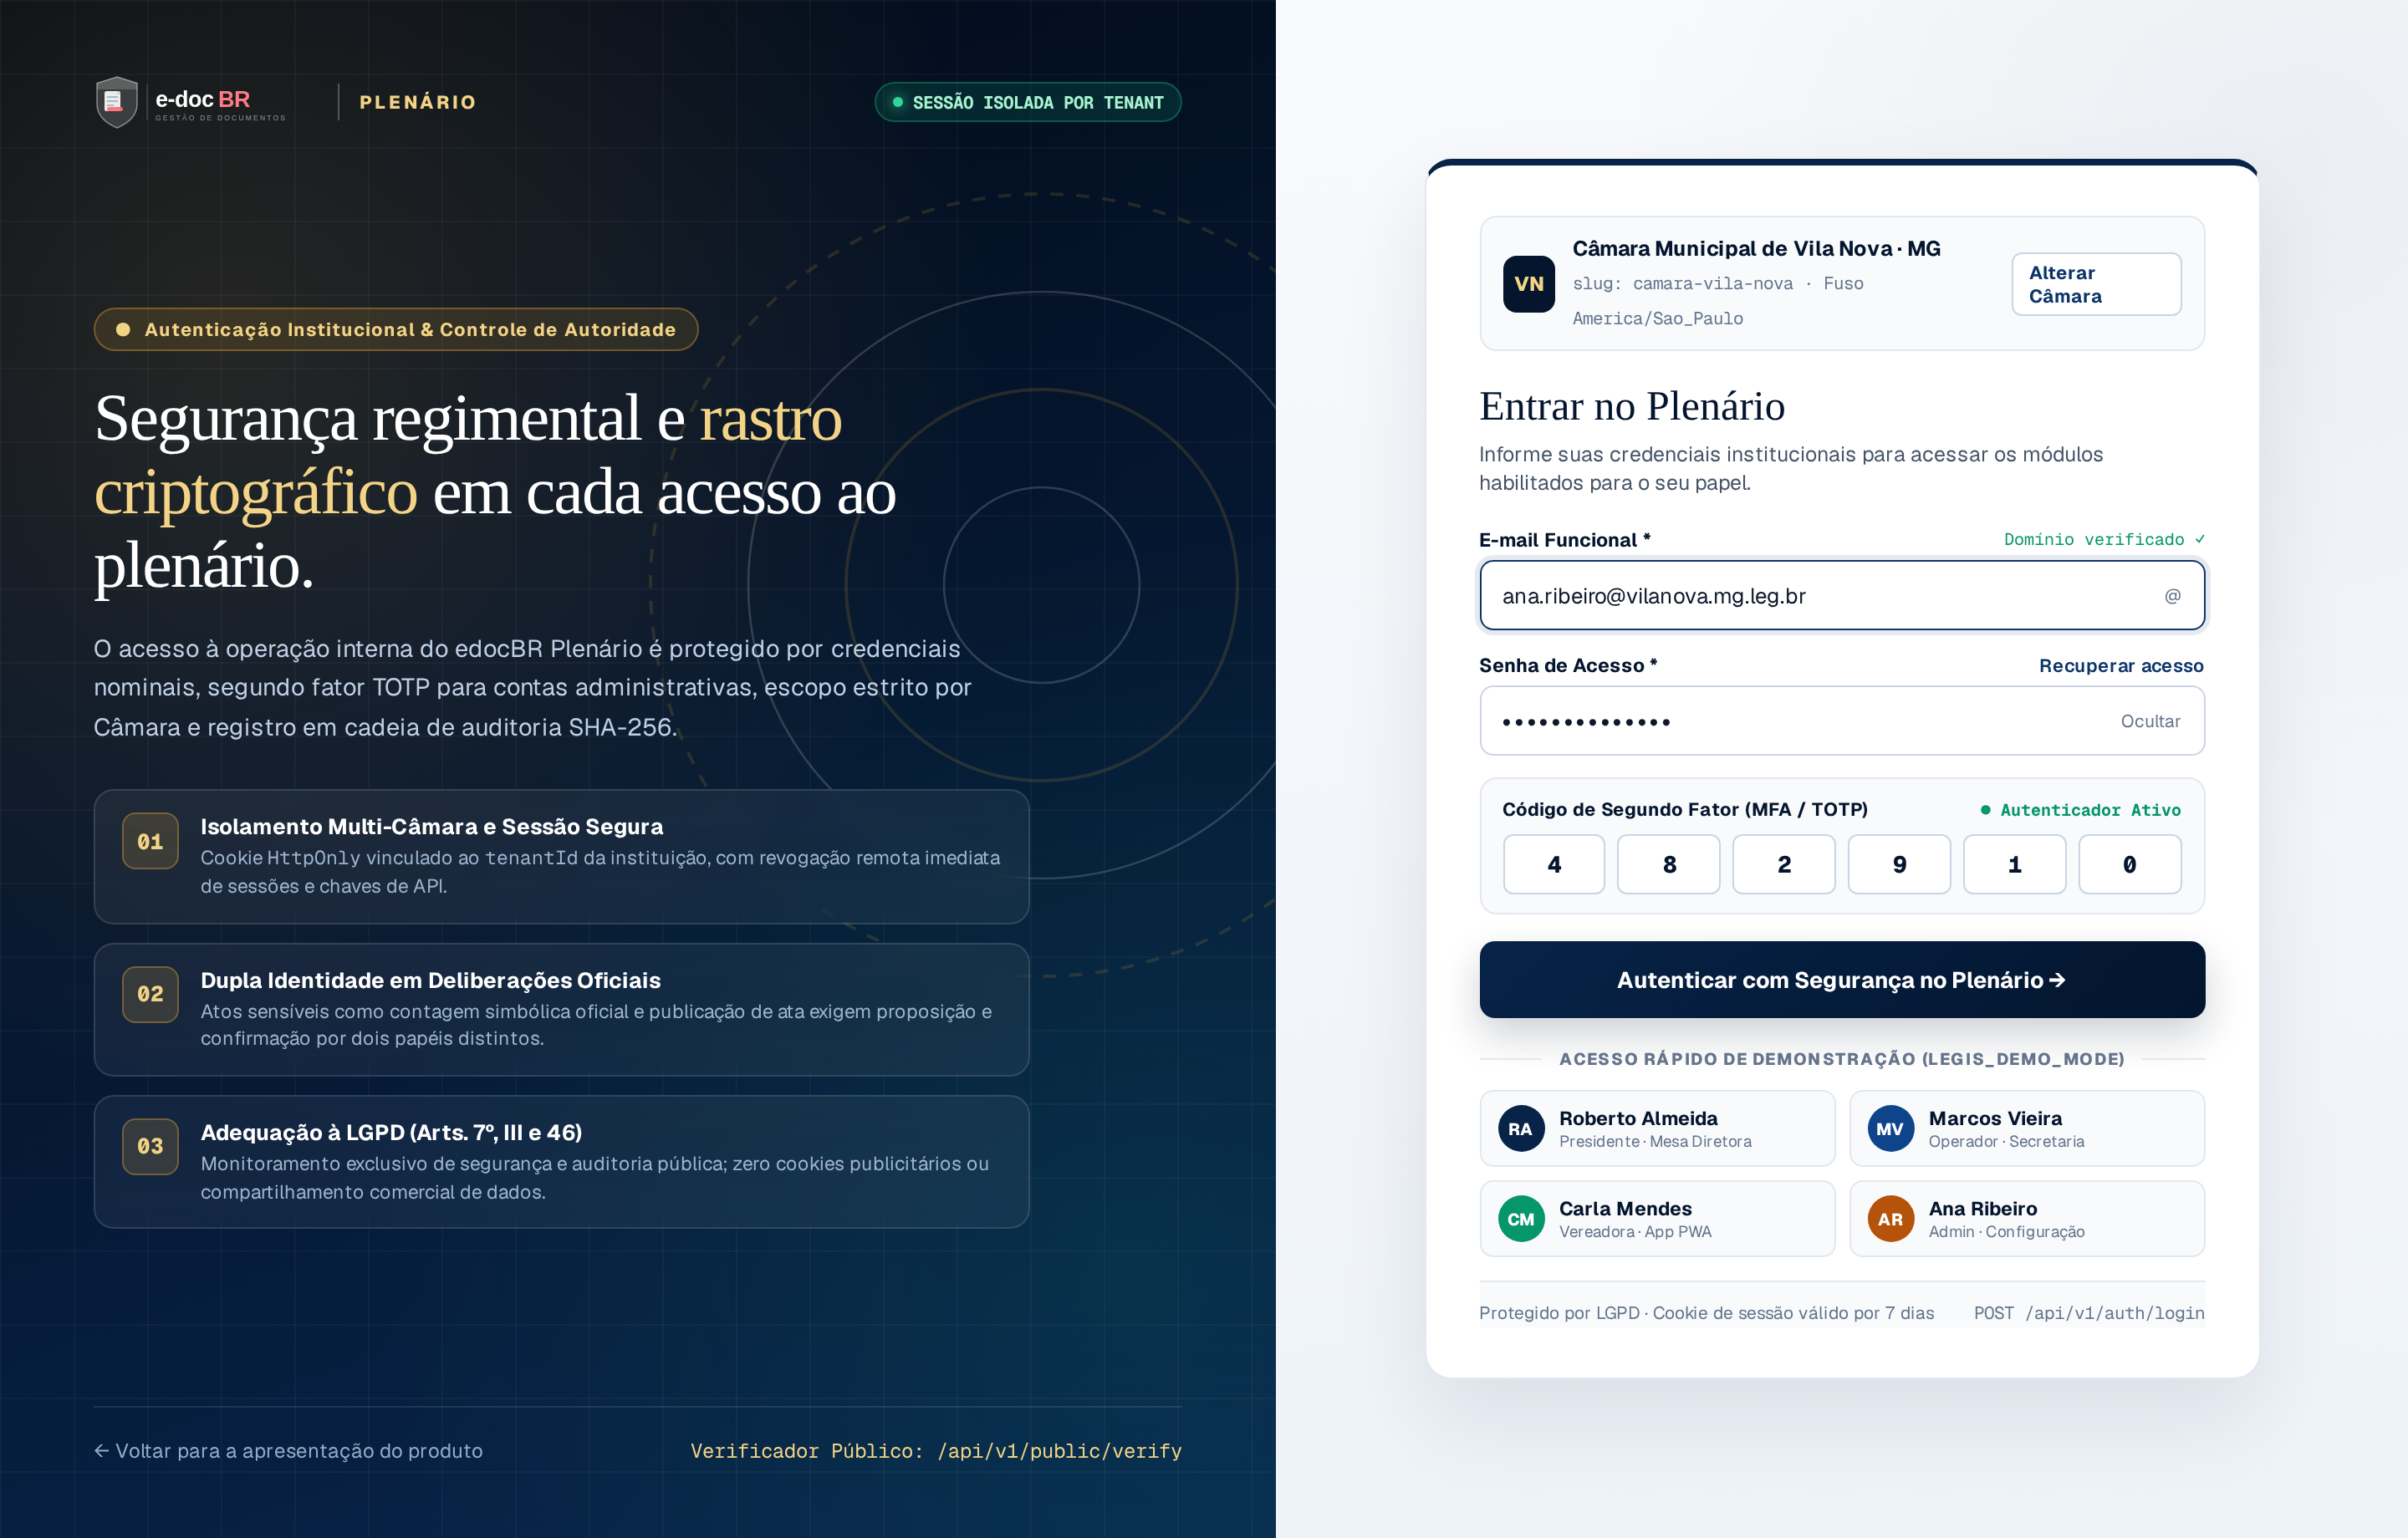 e-doc BR
GESTÃO DE DOCUMENTOS
PLENÁRIO
SESSÃO ISOLADA POR TENANT
Autenticação Institucional & Controle de Autoridade
Segurança regimental e rastro
criptográfico em cada acesso ao
plenário.
O acesso à operação interna do edocBR Plenário é protegido por credenciais
nominais, segundo fator TOTP para contas administrativas, escopo estrito por
Câmara e registro em cadeia de auditoria SHA-256.
01
Isolamento Multi-Câmara e Sessão Segura
Cookie HttpOnly vinculado ao tenantId da instituição, com revogação remota imediata
de sessões e chaves de API.
02
Dupla Identidade em Deliberações Oficiais
Atos sensíveis como contagem simbólica oficial e publicação de ata exigem proposição e
confirmação por dois papéis distintos.
03
Adequação à LGPD (Arts. 7º, III e 46)
Monitoramento exclusivo de segurança e auditoria pública; zero cookies publicitários ou
compartilhamento comercial de dados.
← Voltar para a apresentação do produto
Verificador Público: /api/v1/public/verify
VN
Câmara Municipal de Vila Nova · MG
slug: camara-vila-nova · Fuso
America/Sao_Paulo
Alterar
Câmara
Entrar no Plenário
Informe suas credenciais institucionais para acessar os módulos
habilitados para o seu papel.
E-mail Funcional *
Domínio verificado ✓
ana.ribeiro@vilanova.mg.leg.br
@
Senha de Acesso *
Recuperar acesso
••••••••••••••
Ocultar
Código de Segundo Fator (MFA / TOTP)
● Autenticador Ativo
4 8 2 9 1 0
Autenticar com Segurança no Plenário →
ACESSO RÁPIDO DE DEMONSTRAÇÃO (LEGIS_DEMO_MODE)
RA
Roberto Almeida
Presidente · Mesa Diretora
MV
Marcos Vieira
Operador · Secretaria
CM
Carla Mendes
Vereadora · App PWA
AR
Ana Ribeiro
Admin · Configuração
Protegido por LGPD · Cookie de sessão válido por 7 dias
POST /api/v1/auth/login